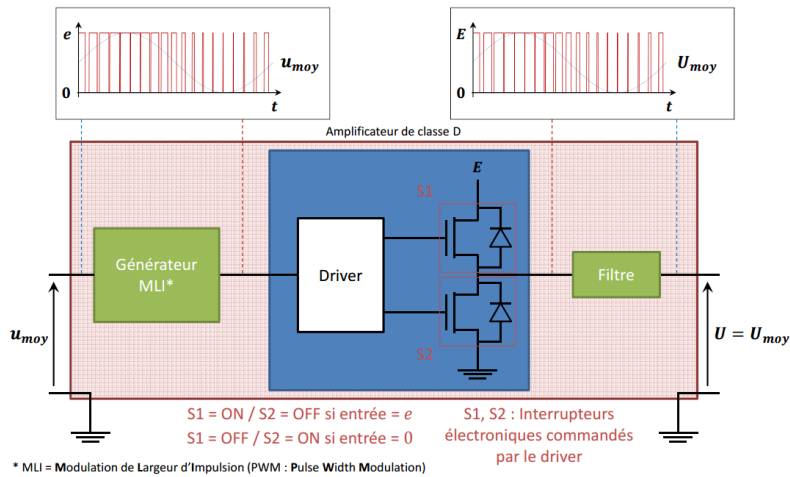 e
u_moy
0
t
E
U_moy
0
t
Amplificateur de classe D
E
S1
Générateur
MLI*
Driver
Filtre
u_moy
U = U_moy
S2
S1 = ON / S2 = OFF si entrée = e
S1 = OFF / S2 = ON si entrée = 0
S1, S2 : Interrupteurs
électroniques commandés
par le driver
* MLI = Modulation de Largeur d'Impulsion (PWM : Pulse Width Modulation)